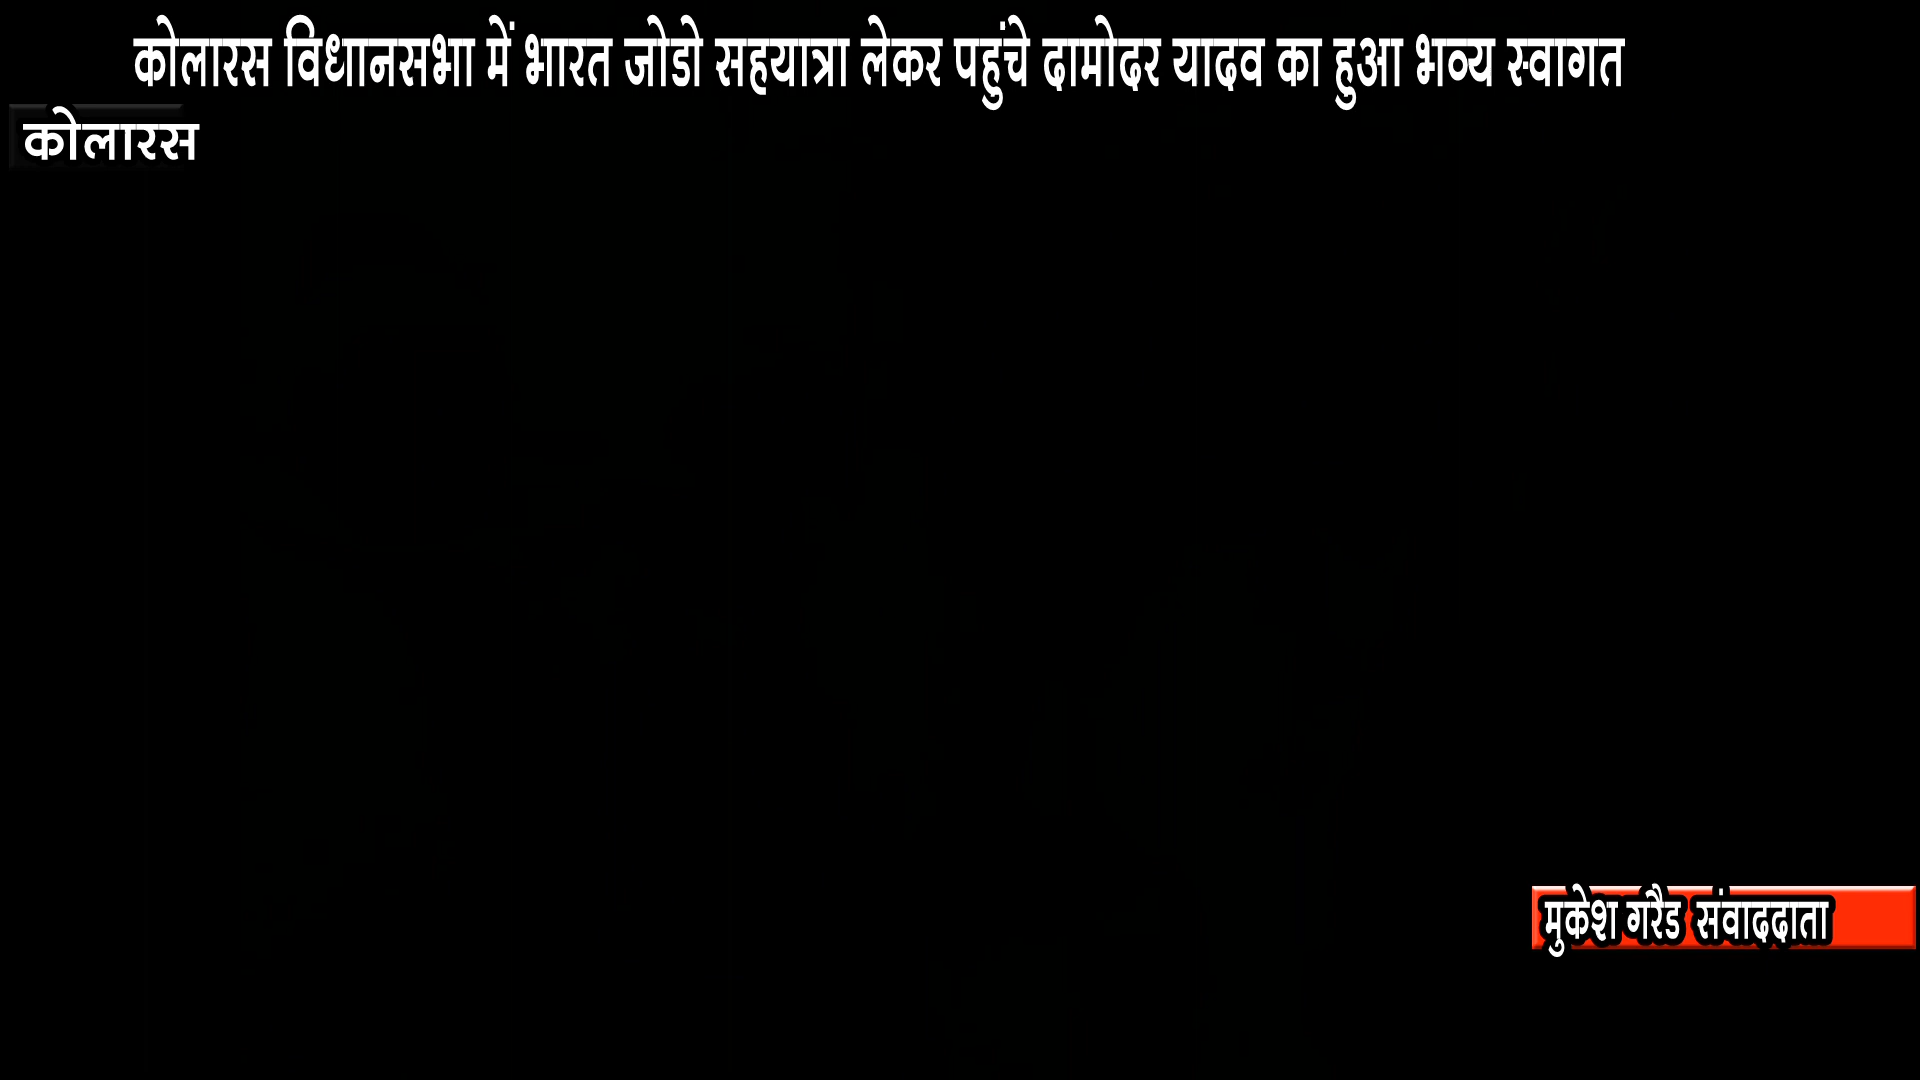 कोलारस विधानसभा में भारत जोडो सहयात्रा लेकर पहुंचे दामोदर यादव का हुआ भव्य स्वागत
कोलारस
मुकेश गरैड संवाददाता